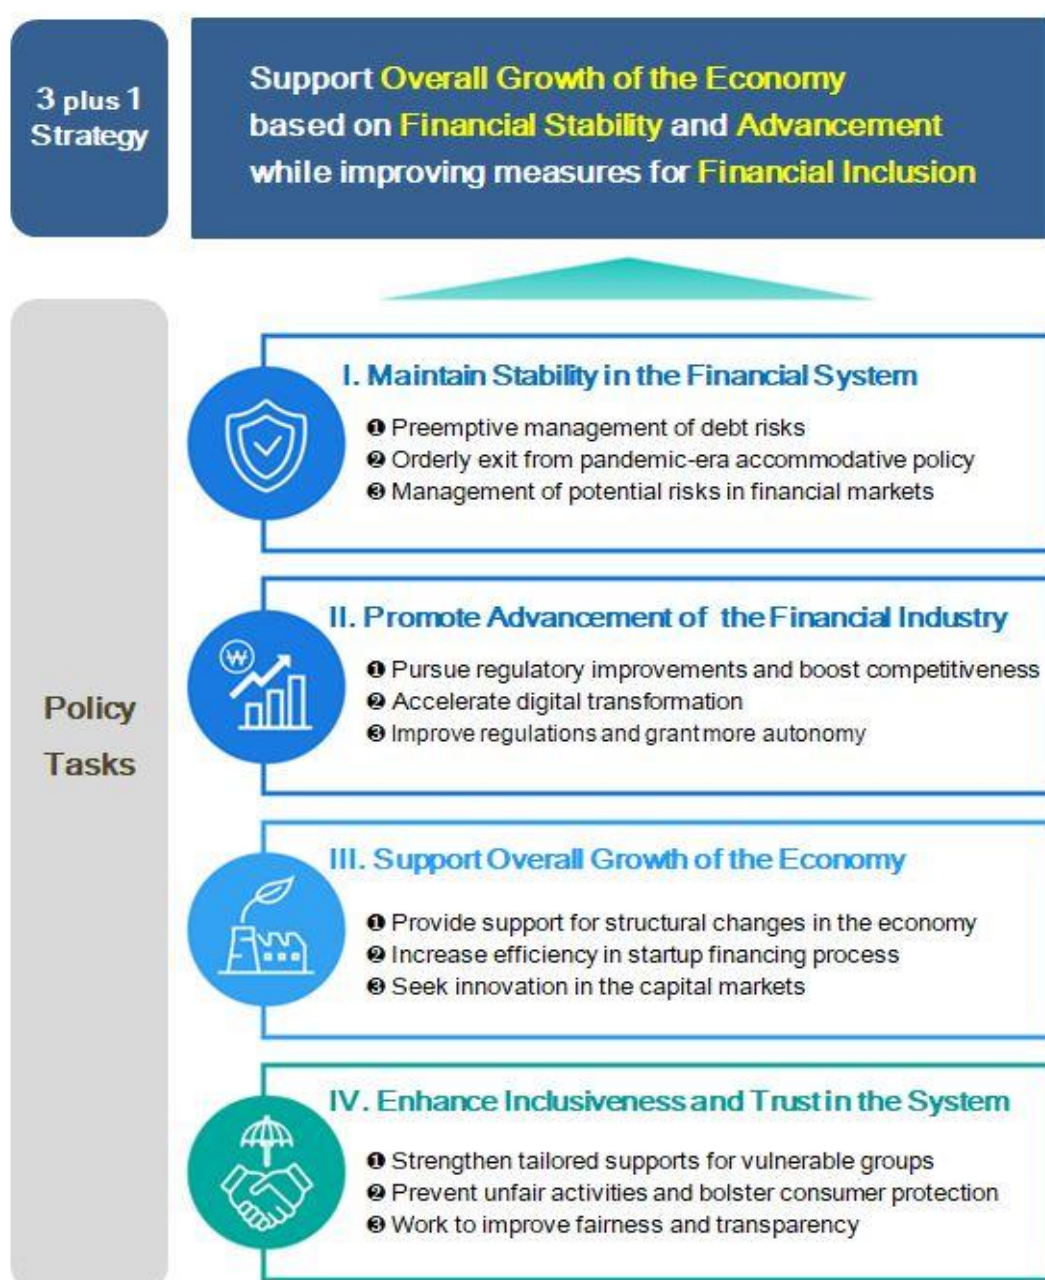 3 plus 1
Strategy
Support Overall Growth of the Economy
based on Financial Stability and Advancement
while improving measures for Financial Inclusion
Policy
Tasks
I. Maintain Stability in the Financial System
❶ Preemptive management of debt risks
❷ Orderly exit from pandemic-era accommodative policy
❸ Management of potential risks in financial markets
II. Promote Advancement of the Financial Industry
₩
❶ Pursue regulatory improvements and boost competitiveness
❷ Accelerate digital transformation
❸ Improve regulations and grant more autonomy
III. Support Overall Growth of the Economy
❶ Provide support for structural changes in the economy
❷ Increase efficiency in startup financing process
❸ Seek innovation in the capital markets
IV. Enhance Inclusiveness and Trust in the System
❶ Strengthen tailored supports for vulnerable groups
❷ Prevent unfair activities and bolster consumer protection
❸ Work to improve fairness and transparency